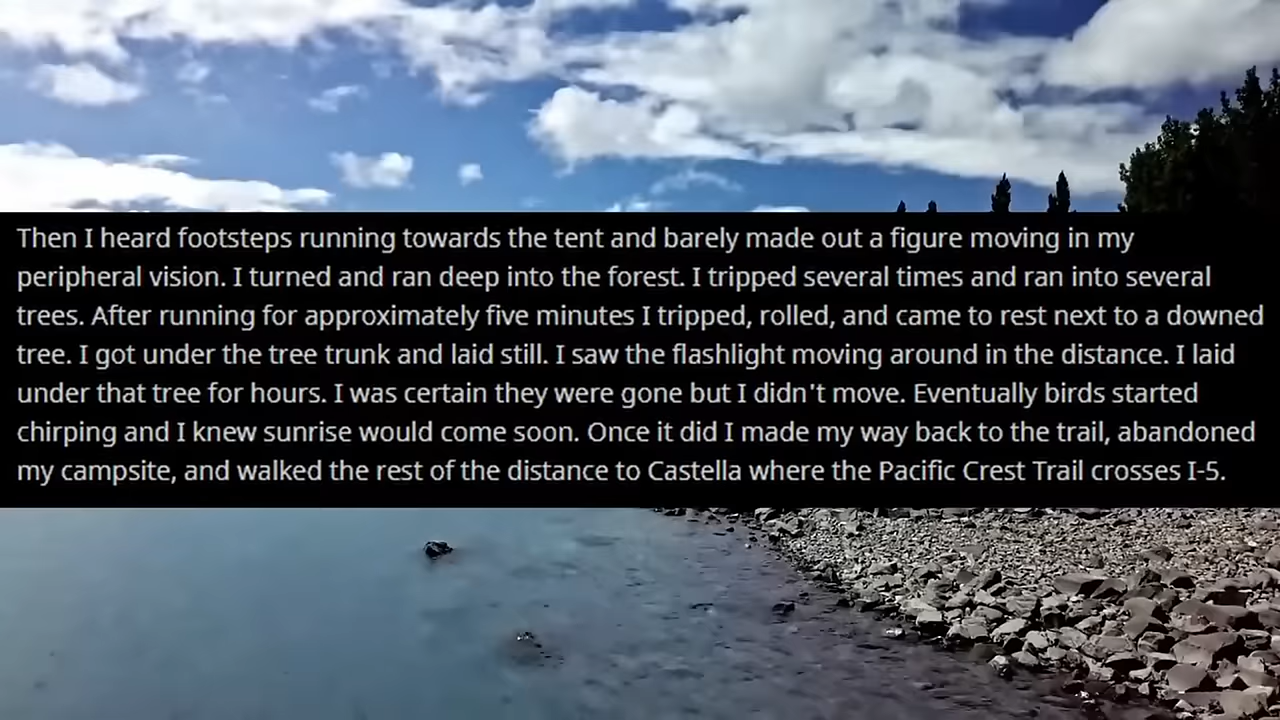 Then I heard footsteps running towards the tent and barely made out a figure moving in my
peripheral vision. I turned and ran deep into the forest. I tripped several times and ran into several
trees. After running for approximately five minutes I tripped, rolled, and came to rest next to a downed
tree. I got under the tree trunk and laid still. I saw the flashlight moving around in the distance. I laid
under that tree for hours. I was certain they were gone but I didn't move. Eventually birds started
chirping and I knew sunrise would come soon. Once it did I made my way back to the trail, abandoned
my campsite, and walked the rest of the distance to Castella where the Pacific Crest Trail crosses I-5.